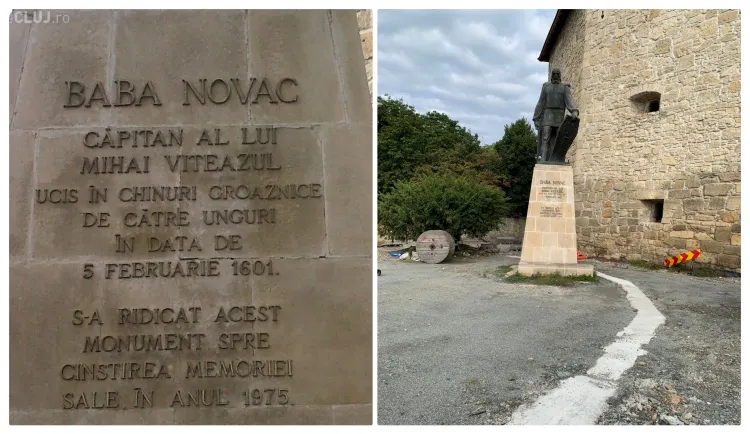 CLUJ.ro
BABA NOVAC
CĂPITAN AL LUI
MIHAI VITEAZUL
UCIS ÎN CHINURI GROAZNICE
DE CĂTRE UNGURI
ÎN DATA DE
5 FEBRUARIE 1601.
S-A RIDICAT ACEST
MONUMENT SPRE
CINSTIREA MEMORIEI
SALE, ÎN ANUL 1975.
BABA NOVAC